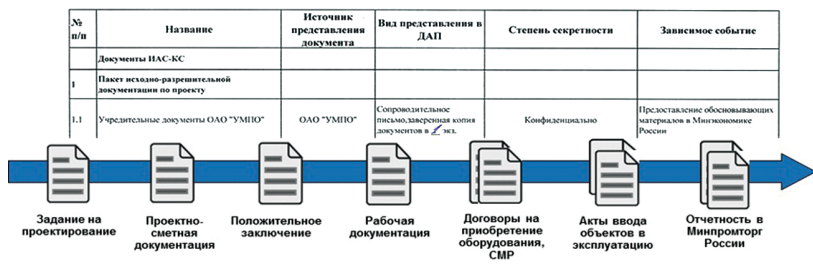 № п/п Название Источник представления документа Вид представления в ДАП Степень секретности Зависимое событие
Документы ИАС-КС
1 Пакет исходно-разрешительной документации по проекту
1.1 Учредительные документы ОАО "УМПО" ОАО "УМПО" Сопроводительное письмо,заверенная копия документов в экз. Конфиденциально Предоставление обосновывающих материалов в Минэкономике России
Задание на
проектирование
Проектно-
сметная
документация
Положительное
заключение
Рабочая
документация
Договоры на
приобретение
оборудования,
СМР
Акты ввода
объектов в
эксплуатацию
Отчетность в
Минпромторг
России